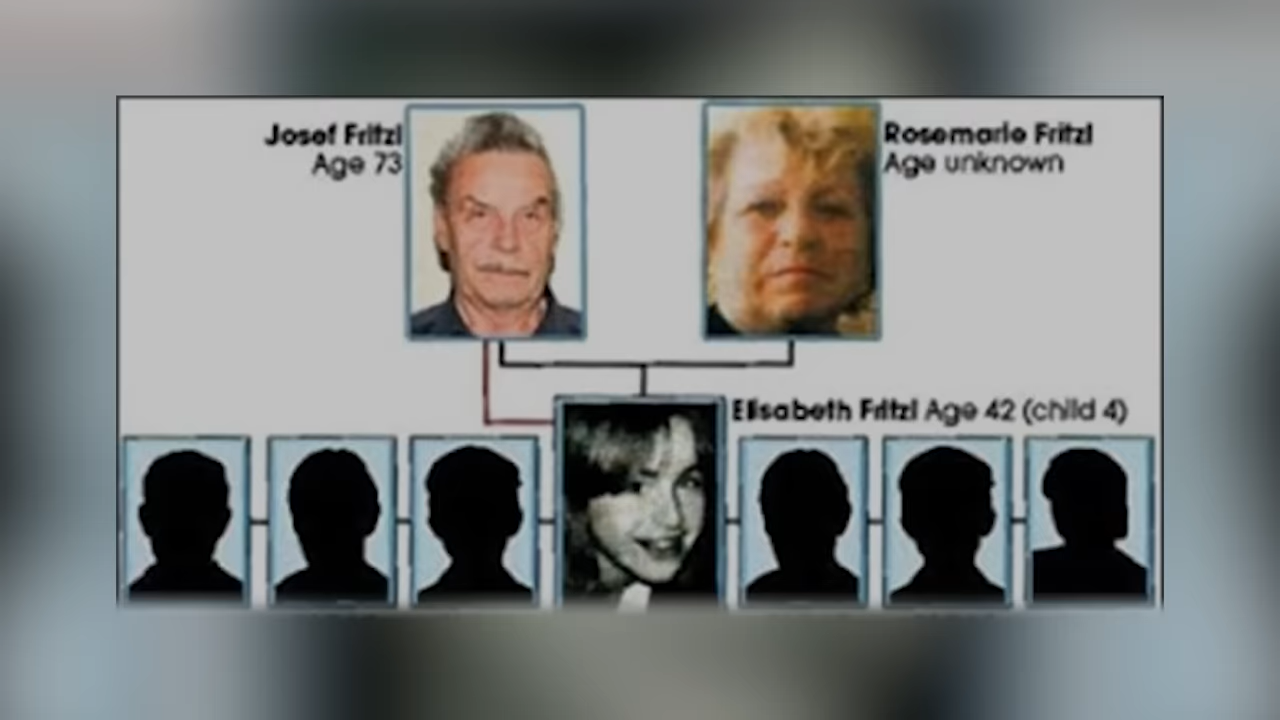 Josef Fritzl
Age 73
Rosemarie Fritzl
Age unknown
Elisabeth Fritzl Age 42 (child 4)